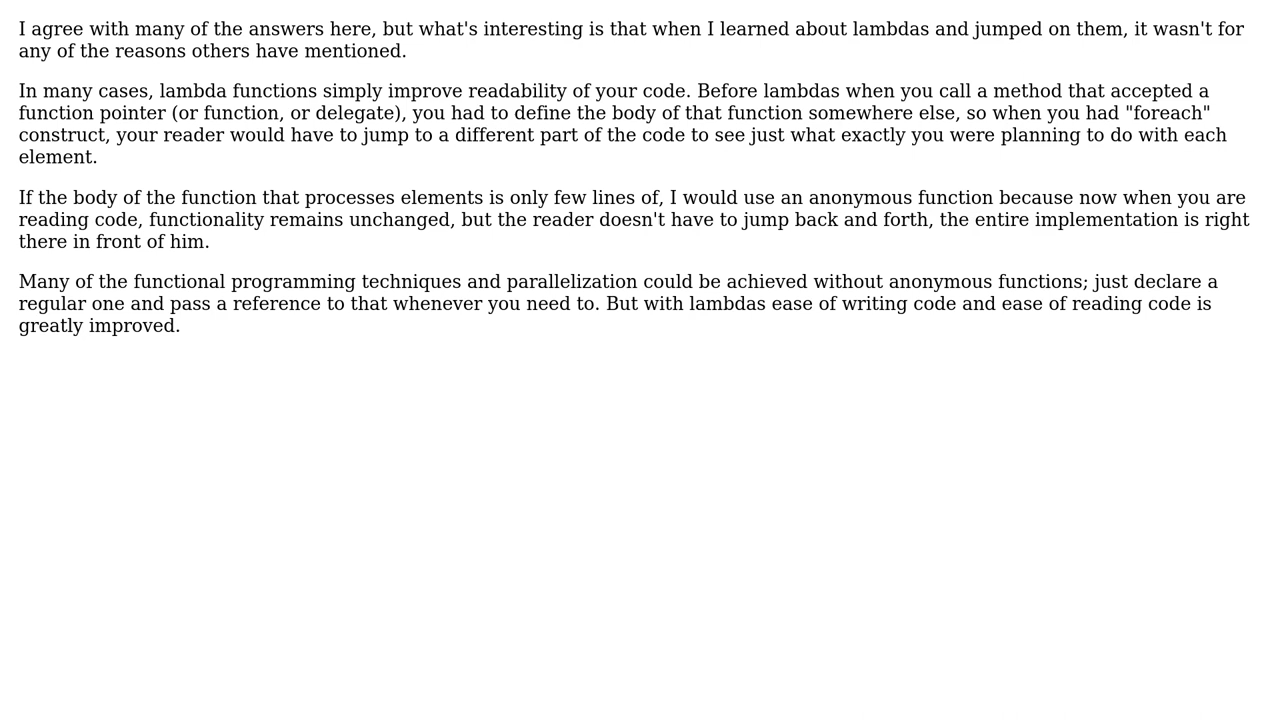 I agree with many of the answers here, but what's interesting is that when I learned about lambdas and jumped on them, it wasn't for
any of the reasons others have mentioned.
In many cases, lambda functions simply improve readability of your code. Before lambdas when you call a method that accepted a
function pointer (or function, or delegate), you had to define the body of that function somewhere else, so when you had "foreach"
construct, your reader would have to jump to a different part of the code to see just what exactly you were planning to do with each
element.
If the body of the function that processes elements is only few lines of, I would use an anonymous function because now when you are
reading code, functionality remains unchanged, but the reader doesn't have to jump back and forth, the entire implementation is right
there in front of him.
Many of the functional programming techniques and parallelization could be achieved without anonymous functions; just declare a
regular one and pass a reference to that whenever you need to. But with lambdas ease of writing code and ease of reading code is
greatly improved.